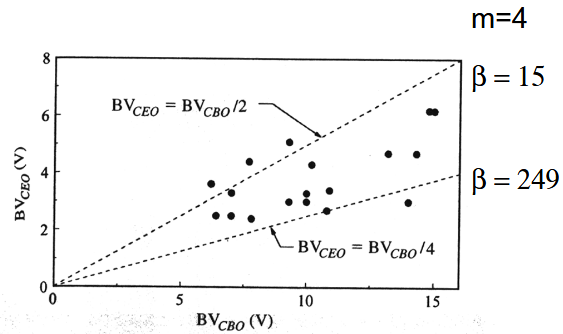 m=4
β = 15
β = 249
BV_CEO = BV_CBO /2
BV_CEO = BV_CBO /4
BV_CEO (V)
8
6
4
2
0
0
5
10
15
BV_CBO (V)